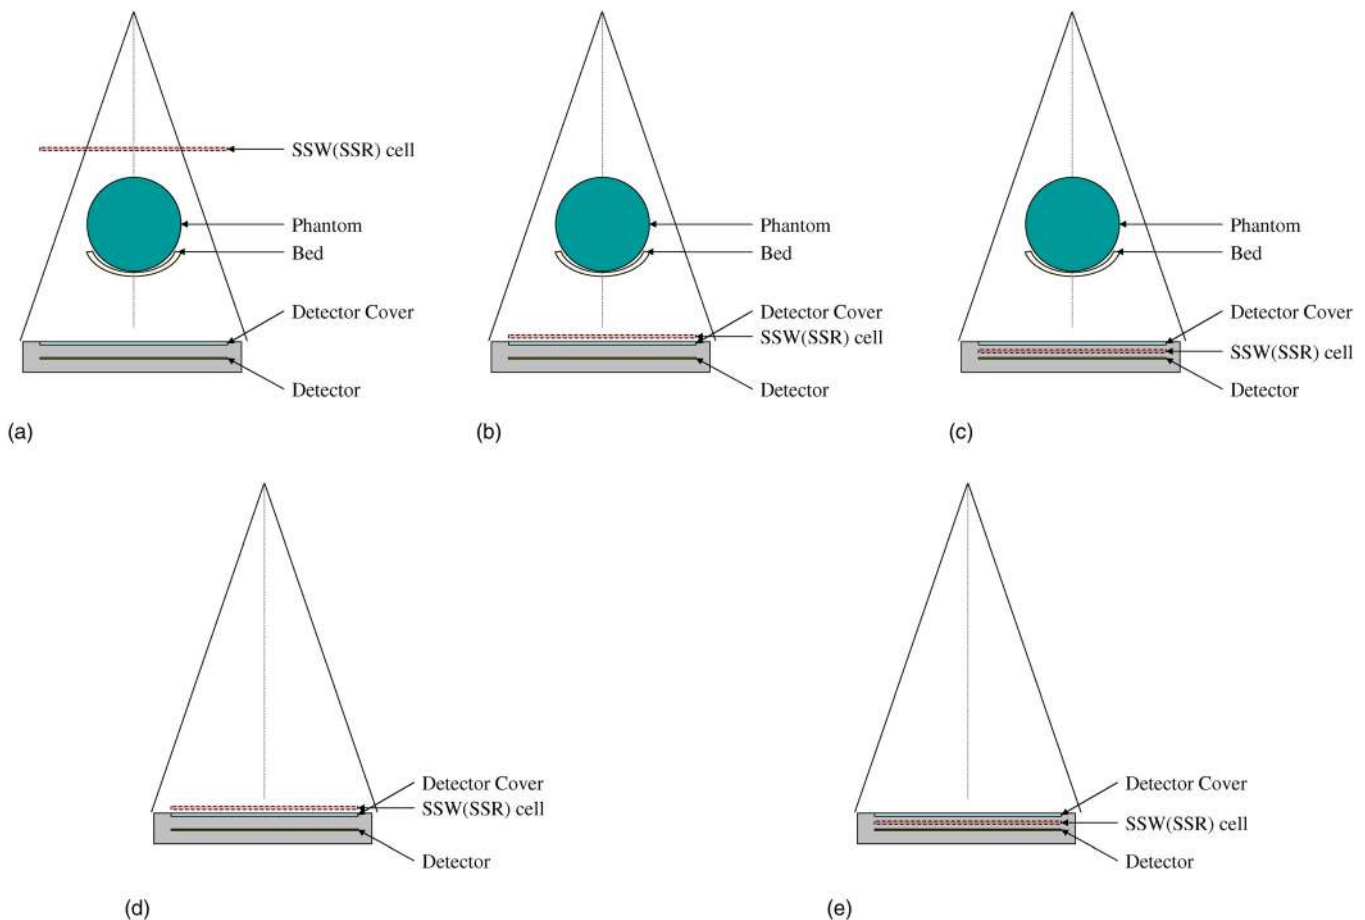 SSW(SSR) cell
Phantom
Bed
Detector Cover
Detector
(a)
Phantom
Bed
Detector Cover
SSW(SSR) cell
Detector
(b)
Phantom
Bed
Detector Cover
SSW(SSR) cell
Detector
(c)
Detector Cover
SSW(SSR) cell
Detector
(d)
Detector Cover
SSW(SSR) cell
Detector
(e)